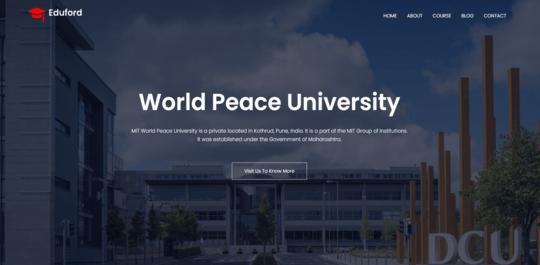 Eduford
HOME ABOUT COURSE BLOG CONTACT
World Peace University
MIT World Peace University is a private located in Kothrud, Pune, India. It is a part of the MIT Group of Institutions.
It was established under the Government of Maharashtra.
Visit Us To Know More
DCU